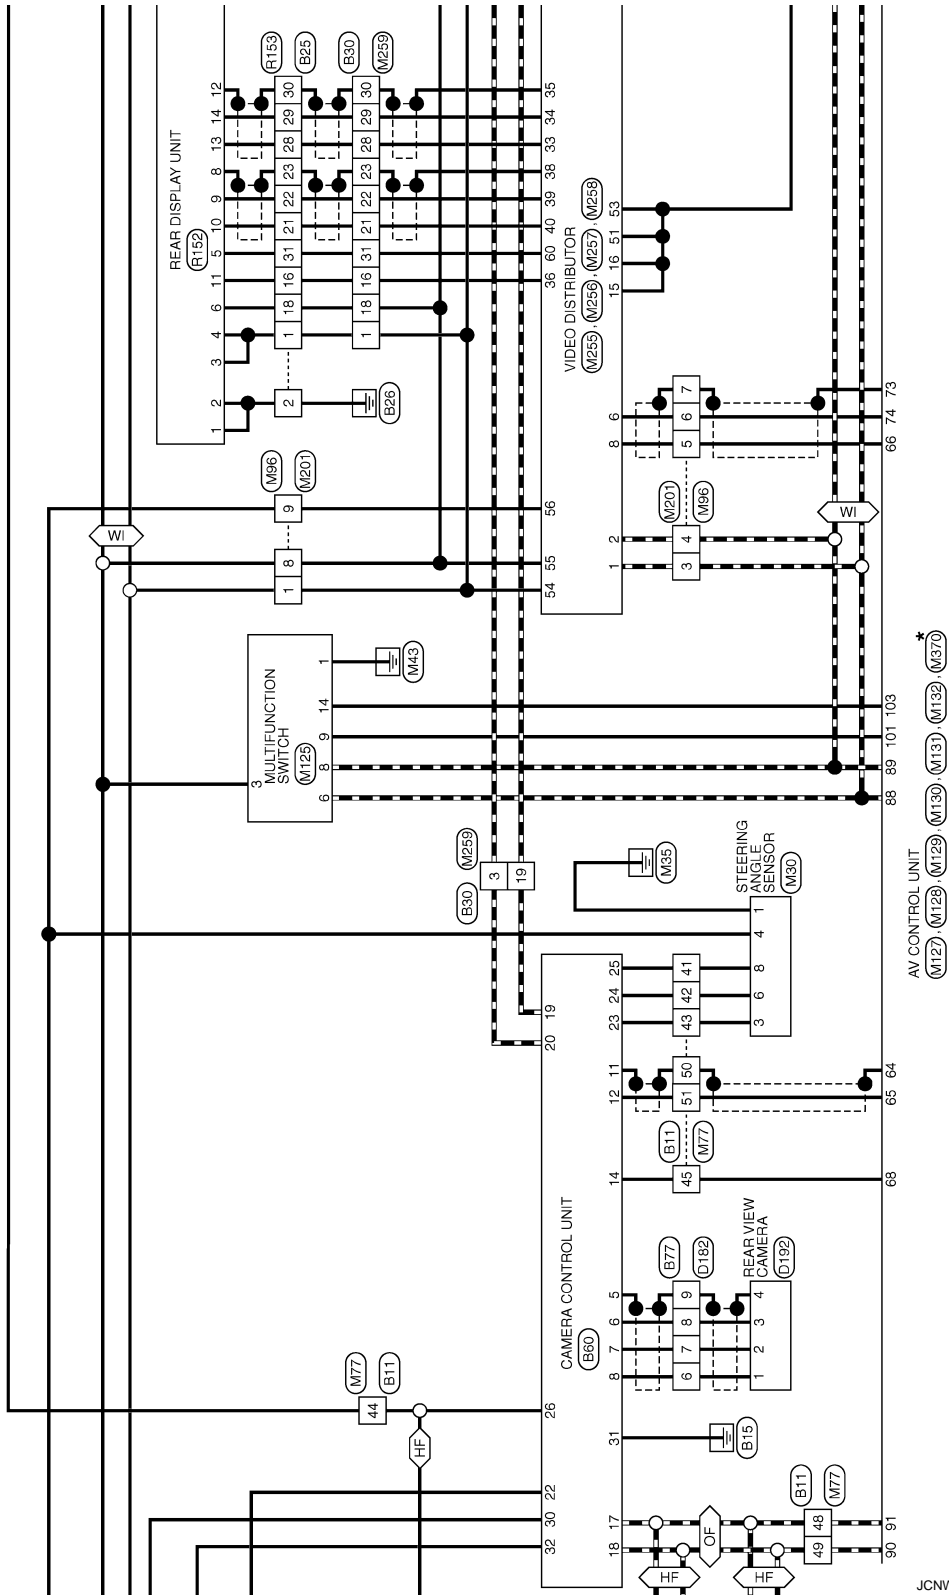 WI
REAR DISPLAY UNIT
R152
1 2 3 4 6 11 5 10 9 8 13 14 12
M96
R153
1 8 9
2 1 18 16 31 21 22 23 28 29 30
M201
B25
3
MULTIFUNCTION
SWITCH
M125
6 8 9 14 1
M77
B30
44
1 18 16 31 21 22 23 28 29 30
B11
B26
M259
M43
HF
B30
M259
3
19
32 30 22 26 20 19
54 55 56 36 60 40 39 38 33 34 35
CAMERA CONTROL UNIT
B60
VIDEO DISTRIBUTOR
M255 , M256 , M257 , M258
18 17 31 8 7 6 5 14 12 11 23 24 25
1 2 8 6 15 16 51 53
HF
B77
B11
M35
M201
6 7 8 9
45
51 50
43 42 41
3 4
5 6 7
OF
D182
M77
M96
B15
REAR VIEW
CAMERA
1 2 3 4
D192
STEERING
ANGLE
SENSOR
3 6 8 4 1
M30
HF
B11
49 48
M77
WI
90 91 68 65 64 88 89 101 103 66 74 73
AV CONTROL UNIT
M127 , M128 , M129 , M130 , M131 , M132 , M370 *